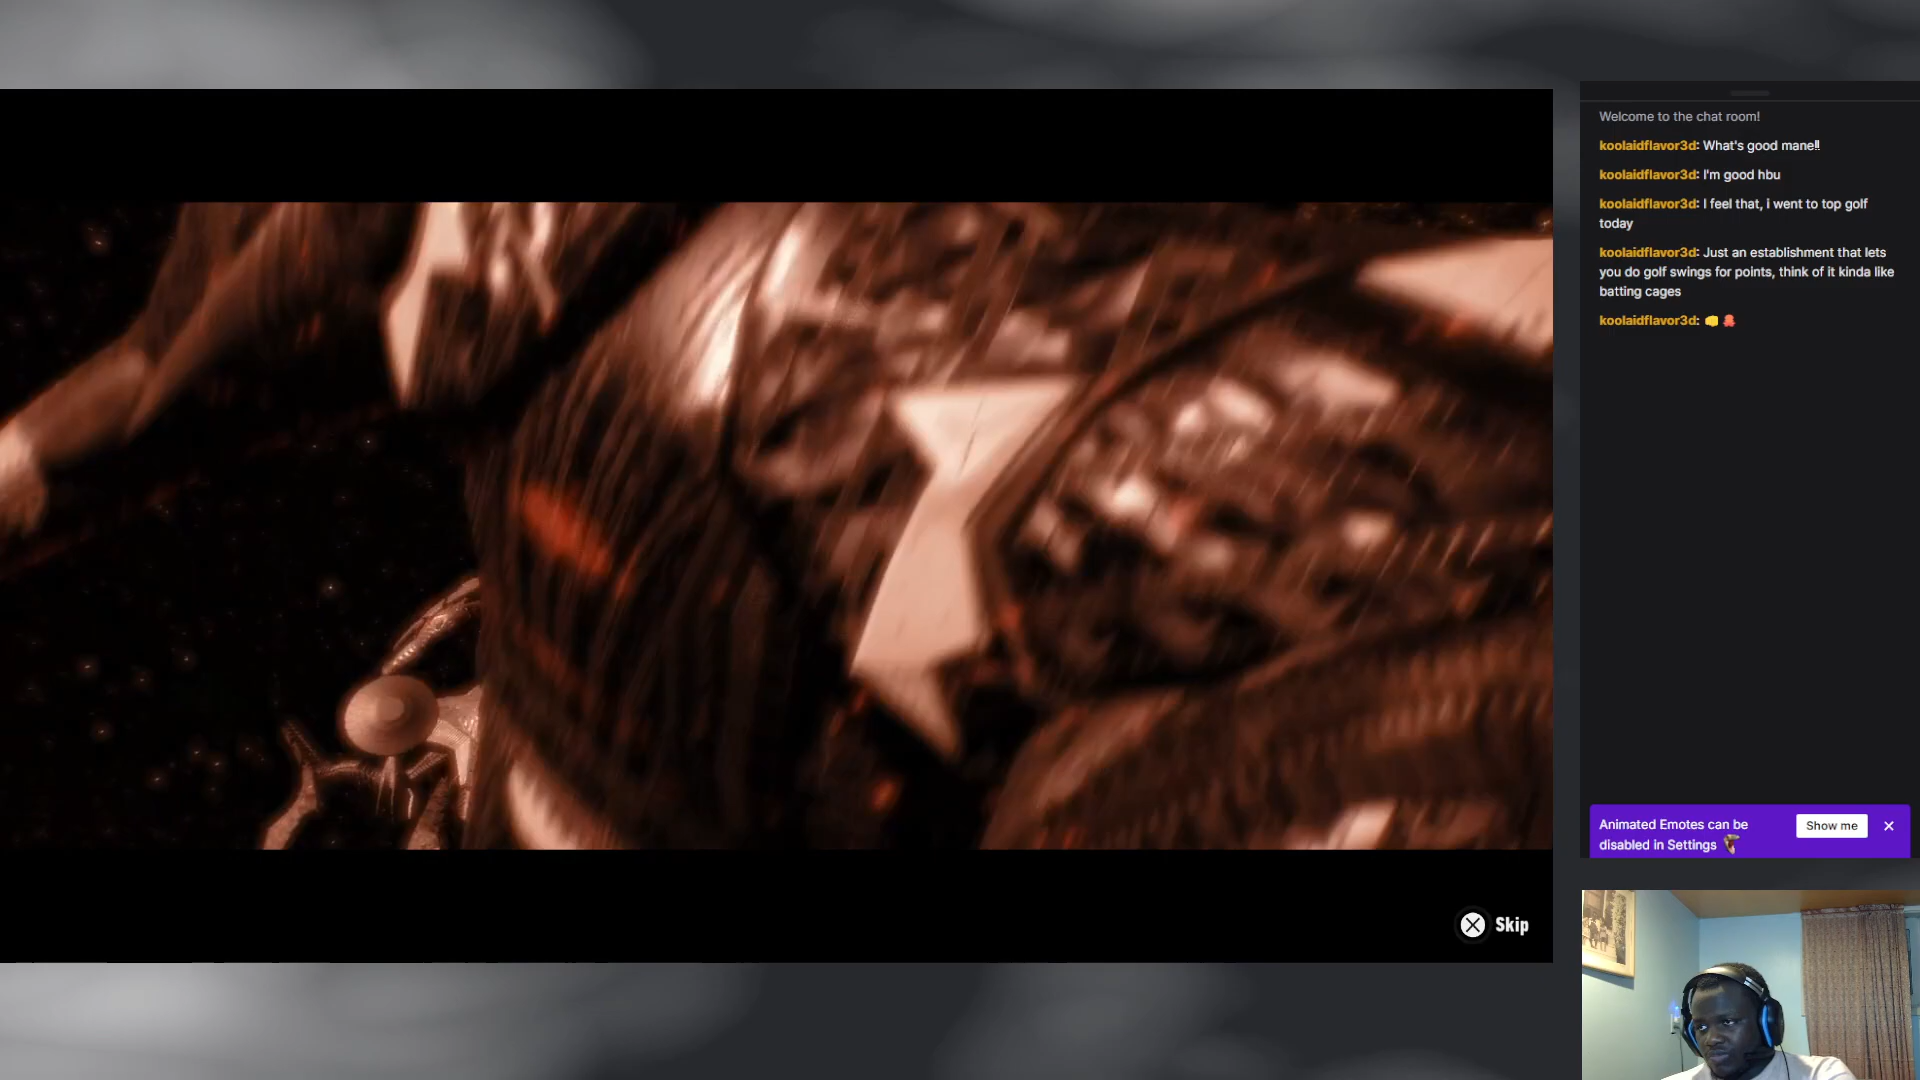 Welcome to the chat room!
koolaidflavor3d: What's good mane!!
koolaidflavor3d: I'm good hbu
koolaidflavor3d: I feel that, i went to top golf
today
koolaidflavor3d: Just an establishment that lets
you do golf swings for points, think of it kinda like
batting cages
koolaidflavor3d:
Animated Emotes can be
disabled in Settings
Show me
Skip